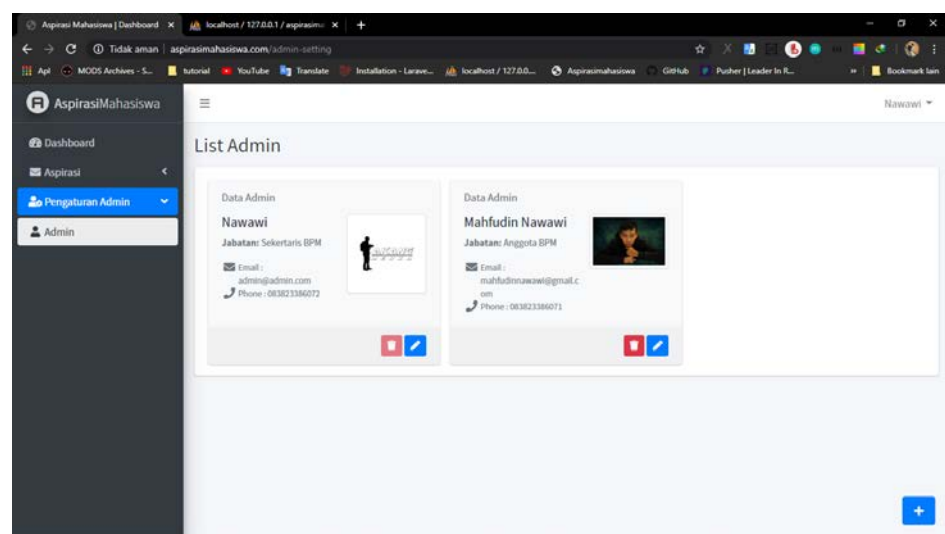 Aspirasi Mahasiswa | Dashboard
localhost / 127.0.0.1 / aspirasima
Tidak aman | aspirasimahasiswa.com/admin-setting
Apl
MODS Archives - S...
tutorial
YouTube
Translate
Installation - Larave...
localhost / 127.0.0....
Aspirasimahasiswa
GitHub
Pusher | Leader In R...
Bookmark lain
AspirasiMahasiswa
Nawawi
Dashboard
Aspirasi
Pengaturan Admin
Admin
List Admin
Data Admin
Nawawi
Jabatan: Sekertaris BPM
Email :
admin@admin.com
Phone : 083823386072
Data Admin
Mahfudin Nawawi
Jabatan: Anggota BPM
Email :
mahfudinnawawi@gmail.c
om
Phone : 083823386071